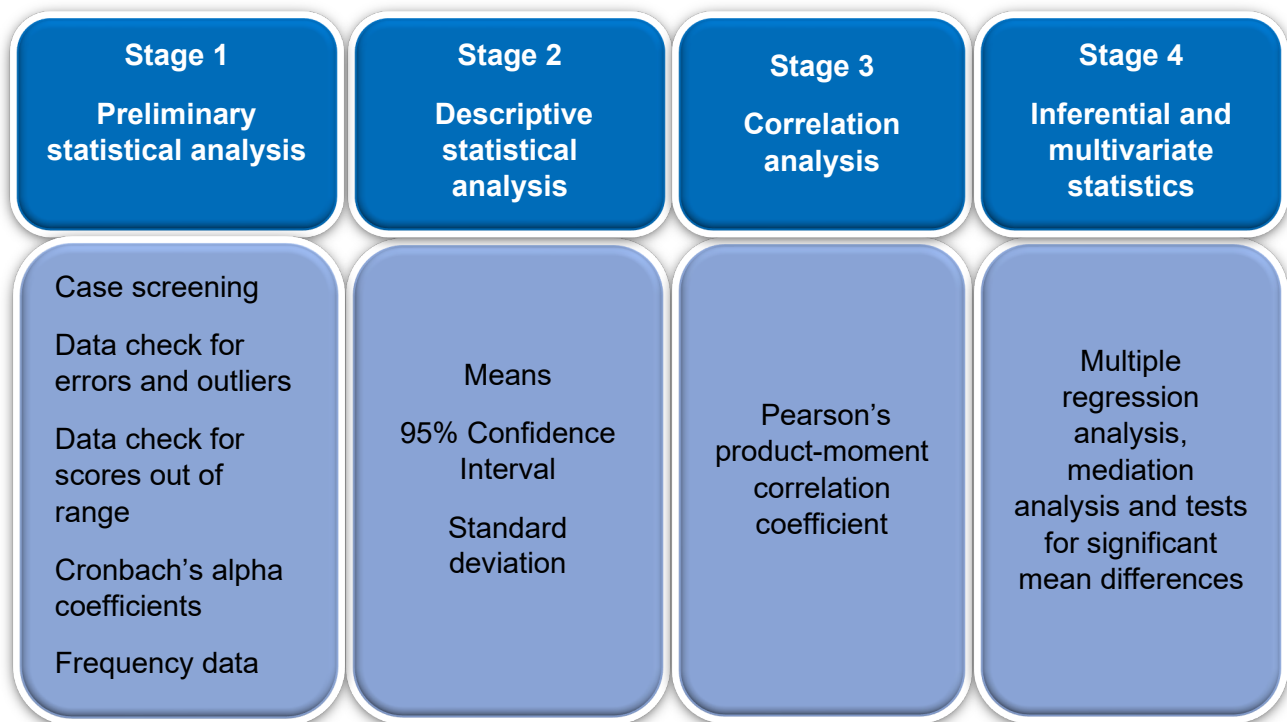 Stage 1
Preliminary
statistical analysis
Case screening
Data check for
errors and outliers
Data check for
scores out of
range
Cronbach’s alpha
coefficients
Frequency data
Stage 2
Descriptive
statistical
analysis
Means
95% Confidence
Interval
Standard
deviation
Stage 3
Correlation
analysis
Pearson’s
product-moment
correlation
coefficient
Stage 4
Inferential and
multivariate
statistics
Multiple
regression
analysis,
mediation
analysis and tests
for significant
mean differences